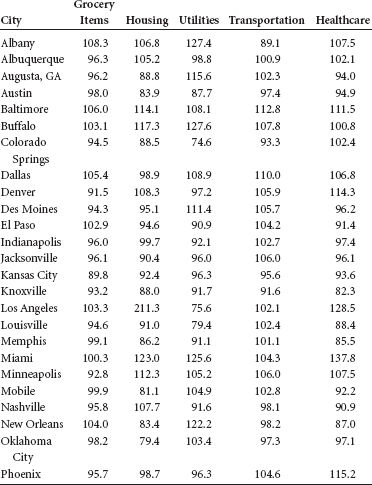 Grocery
City Items Housing Utilities Transportation Healthcare
Albany 108.3 106.8 127.4 89.1 107.5
Albuquerque 96.3 105.2 98.8 100.9 102.1
Augusta, GA 96.2 88.8 115.6 102.3 94.0
Austin 98.0 83.9 87.7 97.4 94.9
Baltimore 106.0 114.1 108.1 112.8 111.5
Buffalo 103.1 117.3 127.6 107.8 100.8
Colorado 94.5 88.5 74.6 93.3 102.4
Springs
Dallas 105.4 98.9 108.9 110.0 106.8
Denver 91.5 108.3 97.2 105.9 114.3
Des Moines 94.3 95.1 111.4 105.7 96.2
El Paso 102.9 94.6 90.9 104.2 91.4
Indianapolis 96.0 99.7 92.1 102.7 97.4
Jacksonville 96.1 90.4 96.0 106.0 96.1
Kansas City 89.8 92.4 96.3 95.6 93.6
Knoxville 93.2 88.0 91.7 91.6 82.3
Los Angeles 103.3 211.3 75.6 102.1 128.5
Louisville 94.6 91.0 79.4 102.4 88.4
Memphis 99.1 86.2 91.1 101.1 85.5
Miami 100.3 123.0 125.6 104.3 137.8
Minneapolis 92.8 112.3 105.2 106.0 107.5
Mobile 99.9 81.1 104.9 102.8 92.2
Nashville 95.8 107.7 91.6 98.1 90.9
New Orleans 104.0 83.4 122.2 98.2 87.0
Oklahoma 98.2 79.4 103.4 97.3 97.1
City
Phoenix 95.7 98.7 96.3 104.6 115.2